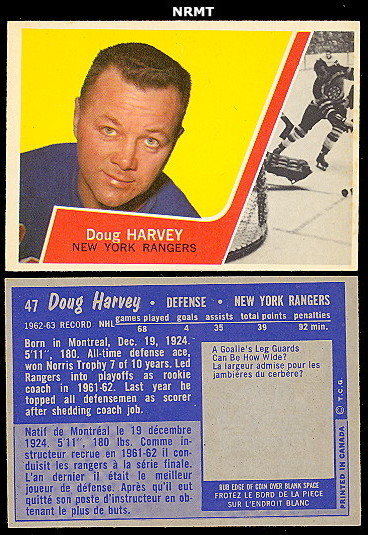 NRMT
Doug HARVEY
NEW YORK RANGERS
47 Doug Harvey • DEFENSE • NEW YORK RANGERS
games played goals assists total points penalties
1962-63 RECORD NHL 68 4 35 39 92 min.
Born in Montreal, Dec. 19, 1924.
5'11", 180. All-time defense ace,
won Norris Trophy 7 of 10 years. Led
Rangers into playoffs as rookie
coach in 1961-62. Last year he
topped all defensemen as scorer
after shedding coach job.
Natif de Montréal le 19 décembre
1924. 5'11", 180 lbs. Comme in-
structeur recrue en 1961-62 il con-
duisit les rangers à la série finale.
L'an dernier il était le meilleur
joueur de défense. Après qu'il eut
quitté son poste d'instructeur en ob-
tenant le plus de buts.
A Goalie's Leg Guards
Can Be How Wide?
La largeur admise pour les
jambières du cerbère?
RUB EDGE OF COIN OVER BLANK SPACE
FROTEZ LE BORD DE LA PIECE
SUR L'ENDROIT BLANC
PRINTED IN CANADA © T.C.G.